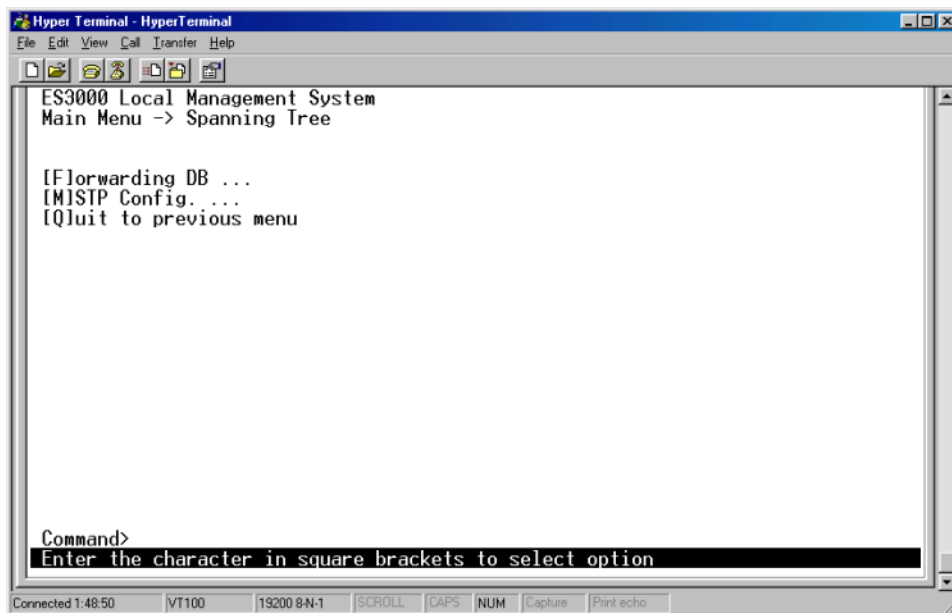 Hyper Terminal - HyperTerminal
File Edit View Call Transfer Help
ES3000 Local Management System
Main Menu -> Spanning Tree
[F]orwarding DB ...
[M]STP Config. ...
[Q]uit to previous menu
Command>
Enter the character in square brackets to select option
Connected 1:48:50 VT100 19200 8-N-1 SCROLL CAPS NUM Capture Print echo